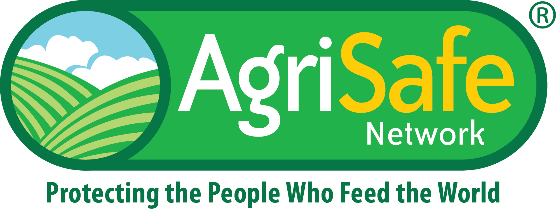 ®
AgriSafe
Network
Protecting the People Who Feed the World